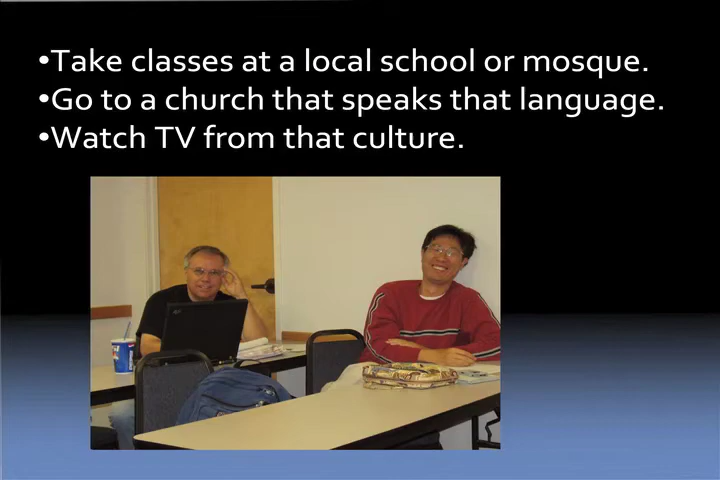 •Take classes at a local school or mosque.
•Go to a church that speaks that language.
•Watch TV from that culture.